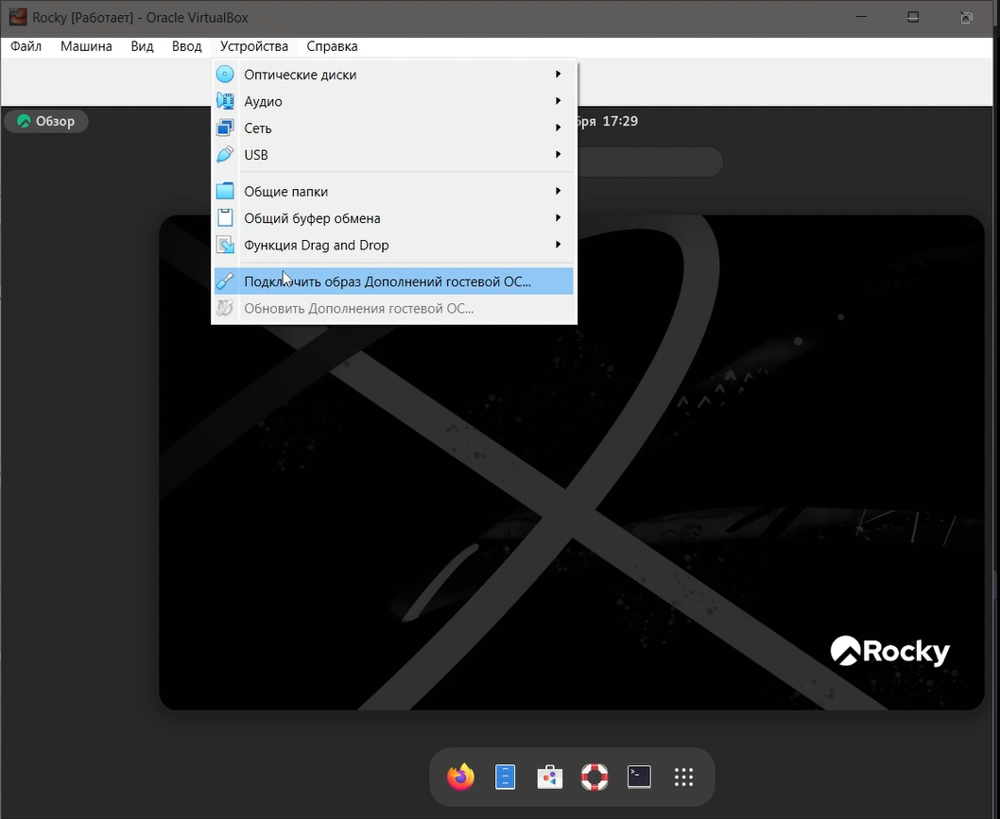 Rocky [Работает] - Oracle VirtualBox
Файл Машина Вид Ввод Устройства Справка
Оптические диски
Аудио
Сеть
USB
Общие папки
Общий буфер обмена
Функция Drag and Drop
Подключить образ Дополнений гостевой ОС...
Обновить Дополнения гостевой ОС...
Обзор
17:29
Rocky